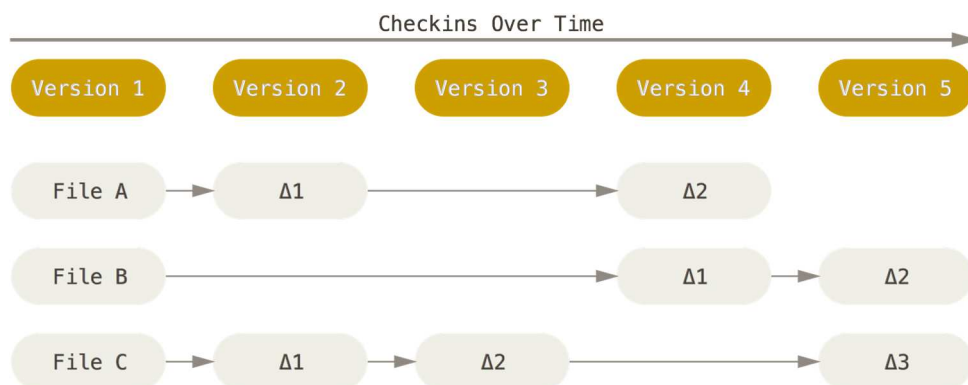 Checkins Over Time
Version 1 Version 2 Version 3 Version 4 Version 5
File A Δ1 Δ2
File B Δ1 Δ2
File C Δ1 Δ2 Δ3